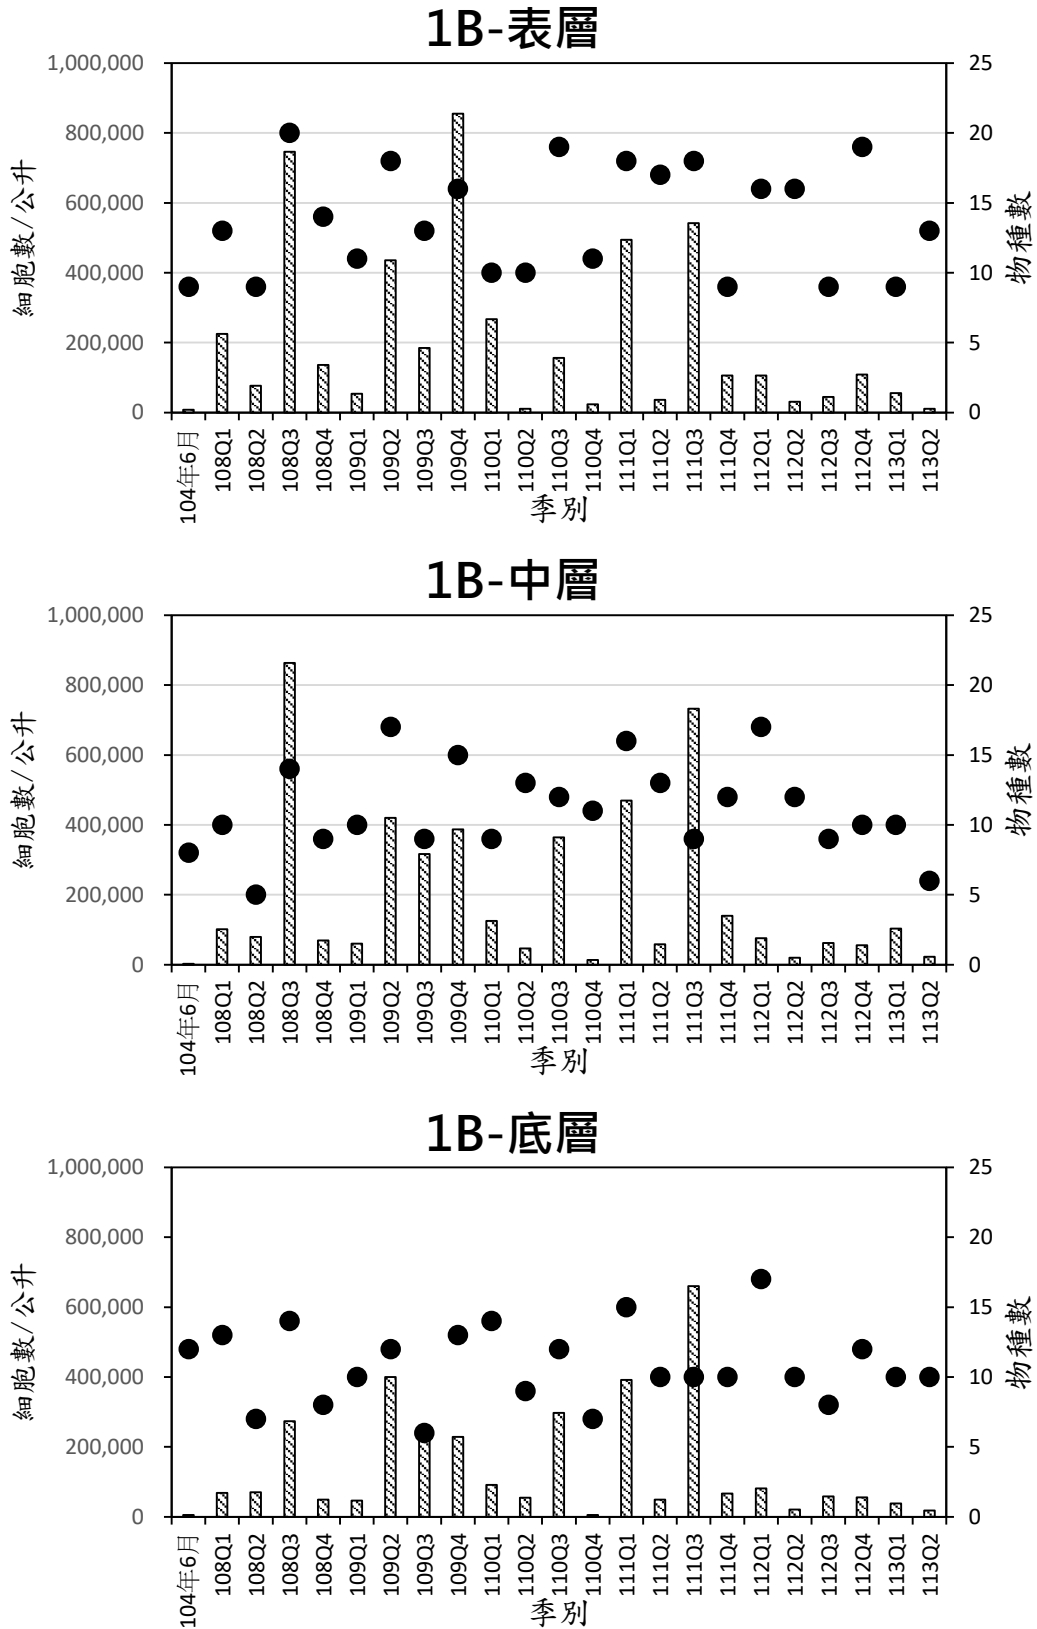 1B-表層
1,000,000
800,000
600,000
400,000
200,000
0
25
20
15
10
5
0
細胞數/公升
物種數
104年6月
108Q1
108Q2
108Q3
108Q4
109Q1
109Q2
109Q3
109Q4
110Q1
110Q2
110Q3
110Q4
111Q1
111Q2
111Q3
111Q4
112Q1
112Q2
112Q3
112Q4
113Q1
113Q2
季別
1B-中層
1,000,000
800,000
600,000
400,000
200,000
0
25
20
15
10
5
0
細胞數/公升
物種數
104年6月
108Q1
108Q2
108Q3
108Q4
109Q1
109Q2
109Q3
109Q4
110Q1
110Q2
110Q3
110Q4
111Q1
111Q2
111Q3
111Q4
112Q1
112Q2
112Q3
112Q4
113Q1
113Q2
季別
1B-底層
1,000,000
800,000
600,000
400,000
200,000
0
25
20
15
10
5
0
細胞數/公升
物種數
104年6月
108Q1
108Q2
108Q3
108Q4
109Q1
109Q2
109Q3
109Q4
110Q1
110Q2
110Q3
110Q4
111Q1
111Q2
111Q3
111Q4
112Q1
112Q2
112Q3
112Q4
113Q1
113Q2
季別